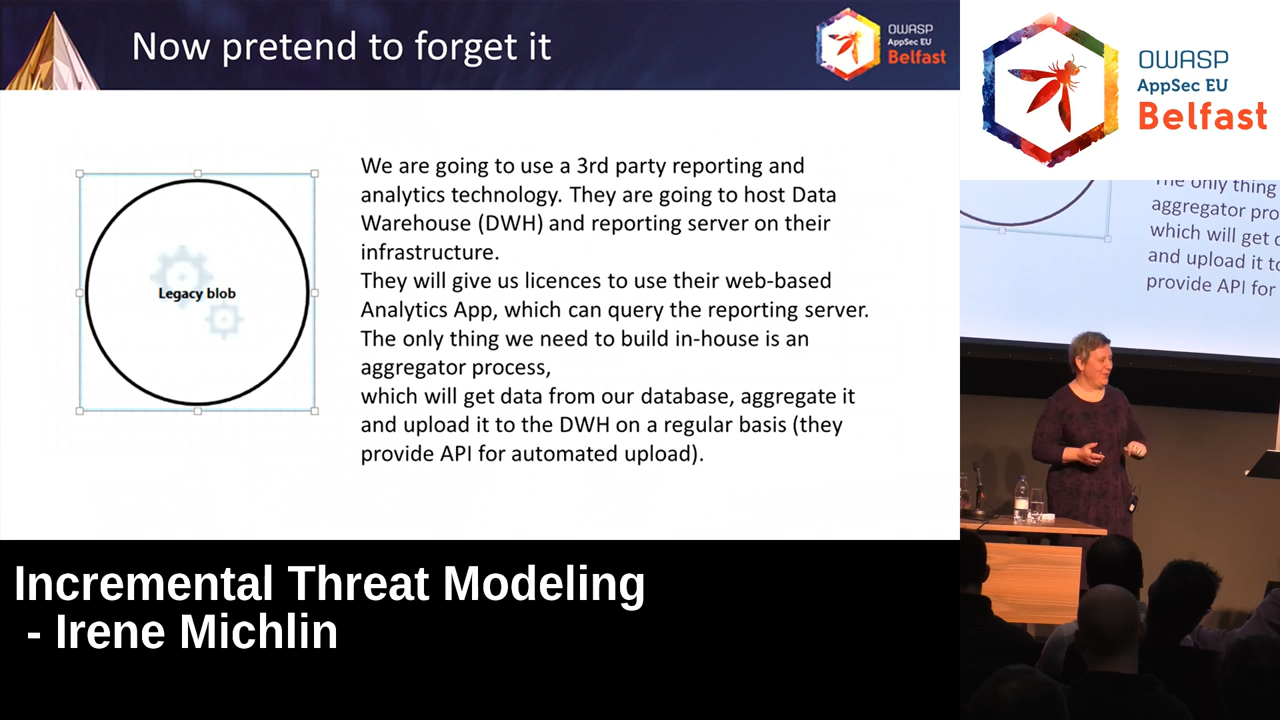 Now pretend to forget it
OWASP
AppSec EU
Belfast
Legacy blob
We are going to use a 3rd party reporting and
analytics technology. They are going to host Data
Warehouse (DWH) and reporting server on their
infrastructure.
They will give us licences to use their web-based
Analytics App, which can query the reporting server.
The only thing we need to build in-house is an
aggregator process,
which will get data from our database, aggregate it
and upload it to the DWH on a regular basis (they
provide API for automated upload).
OWASP
AppSec EU
Belfast
The only thing
aggregator pro
which will get
and upload it to
provide API for
Incremental Threat Modeling
- Irene Michlin